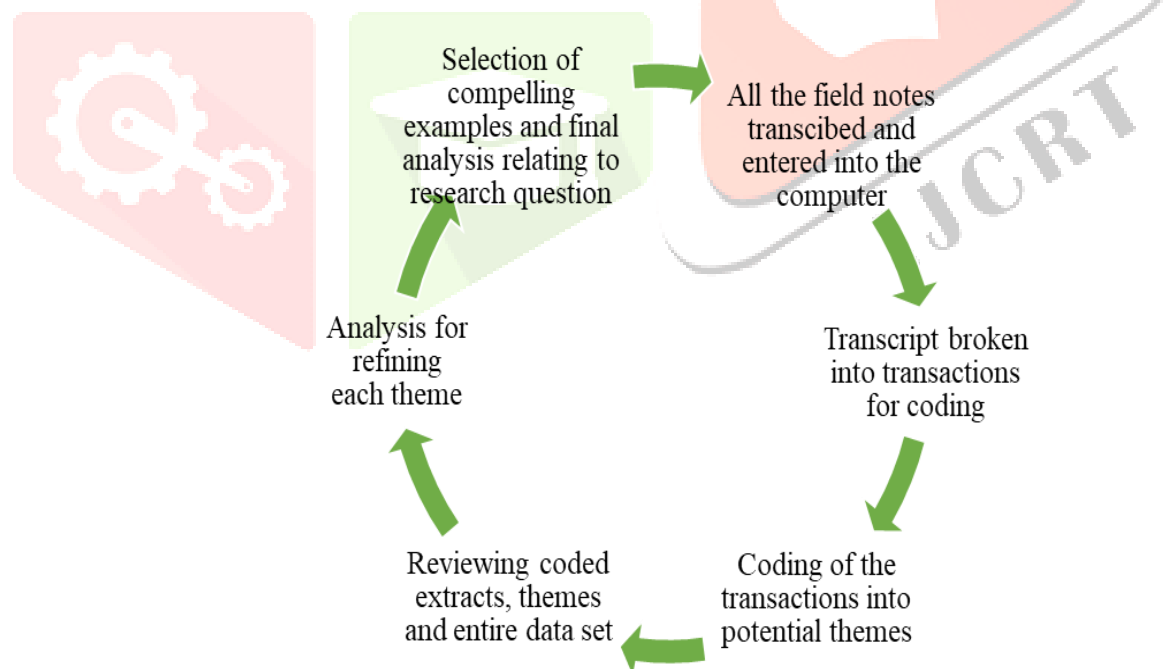 Selection of
compelling
examples and final
analysis relating to
research question
All the field notes
transcibed and
entered into the
computer
Transcript broken
into transactions
for coding
Coding of the
transactions into
potential themes
Reviewing coded
extracts, themes
and entire data set
Analysis for
refining
each theme
JCRT